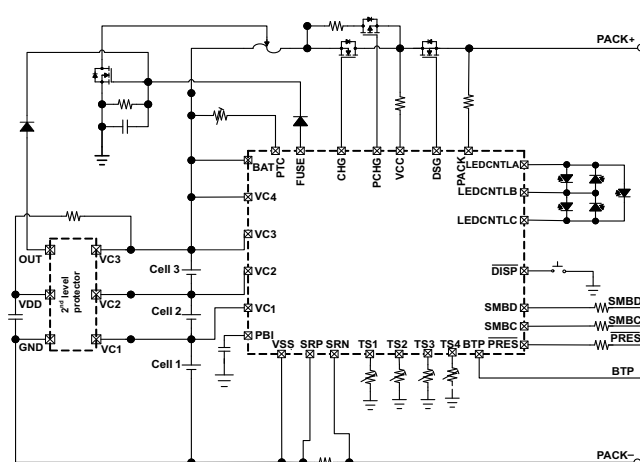 PACK+
BAT
PTC
FUSE
CHG
PCHG
VCC
DSG
PACK
LEDCNTLA
VC4
LEDCNTLB
LEDCNTLC
VC3
OUT
VC3
2nd level
protector
Cell 3
VC2
DISP
VDD
VC2
Cell 2
VC1
SMBD
SMBD
SMBC
SMBC
GND
VC1
PBI
PRES
PRES
VSS
SRP
SRN
TS1
TS2
TS3
TS4
BTP
Cell 1
BTP
PACK–